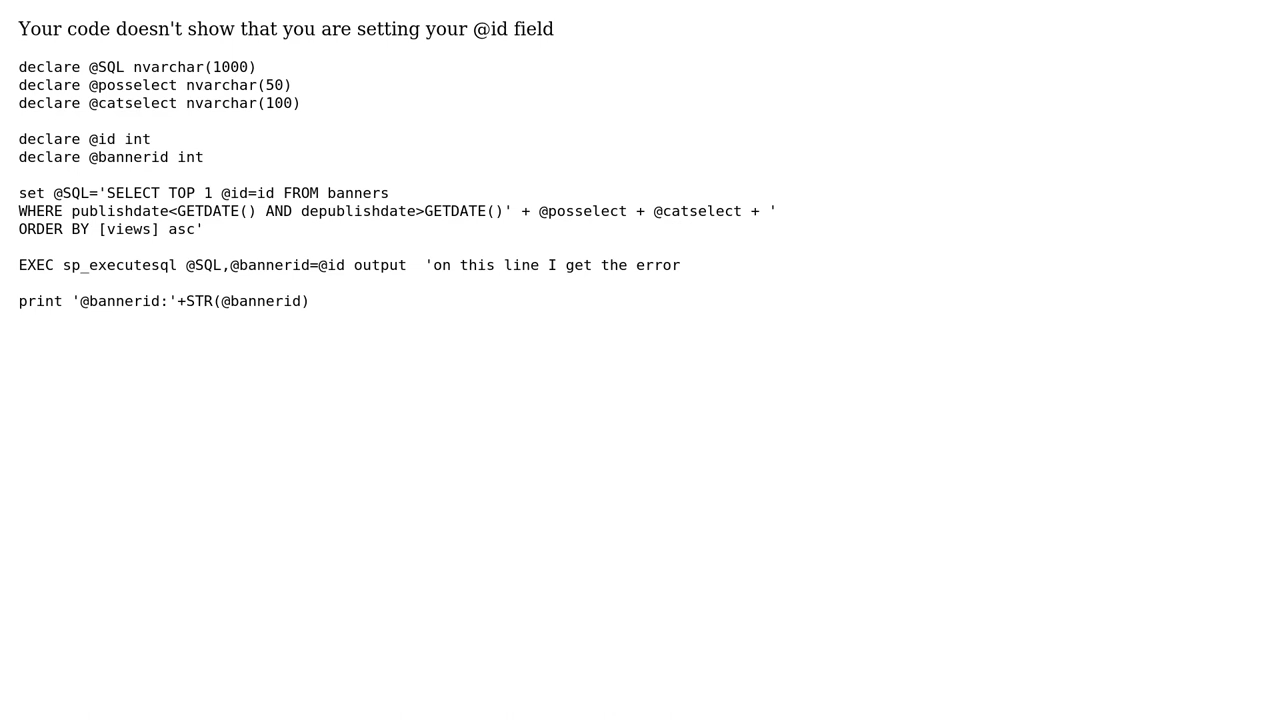 Your code doesn't show that you are setting your @id field
declare @SQL nvarchar(1000)
declare @posselect nvarchar(50)
declare @catselect nvarchar(100)
declare @id int
declare @bannerid int
set @SQL='SELECT TOP 1 @id=id FROM banners
WHERE publishdate<GETDATE() AND depublishdate>GETDATE()' + @posselect + @catselect + '
ORDER BY [views] asc'
EXEC sp_executesql @SQL,@bannerid=@id output  'on this line I get the error
print '@bannerid:'+STR(@bannerid)